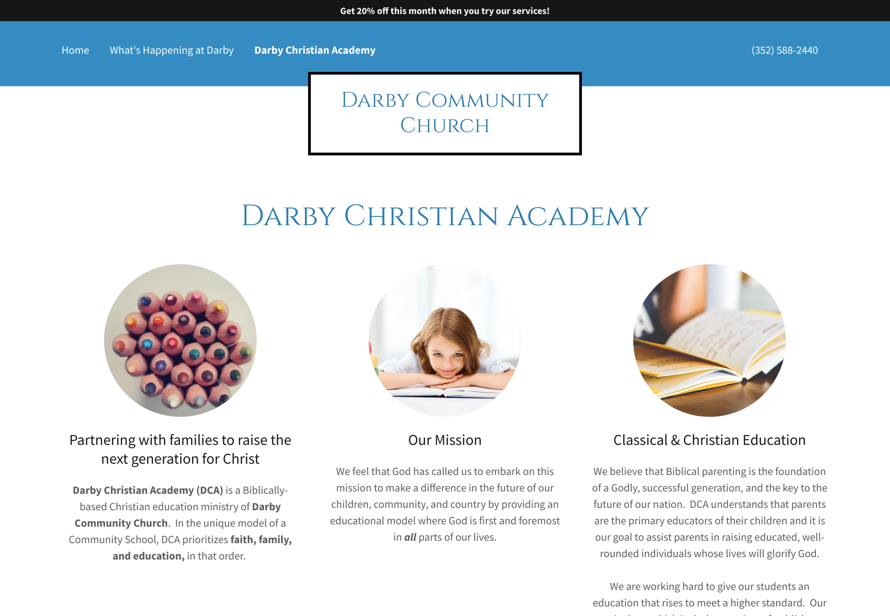 Get 20% off this month when you try our services!
Home What's Happening at Darby Darby Christian Academy (352) 588-2440
Darby Community
Church
Darby Christian Academy
Partnering with families to raise the
next generation for Christ
Darby Christian Academy (DCA) is a Biblically-
based Christian education ministry of Darby
Community Church.  In the unique model of a
Community School, DCA prioritizes faith, family,
and education, in that order.
Our Mission
We feel that God has called us to embark on this
mission to make a difference in the future of our
children, community, and country by providing an
educational model where God is first and foremost
in all parts of our lives.
Classical & Christian Education
We believe that Biblical parenting is the foundation
of a Godly, successful generation, and the key to the
future of our nation.  DCA understands that parents
are the primary educators of their children and it is
our goal to assist parents in raising educated, well-
rounded individuals whose lives will glorify God.
We are working hard to give our students an
education that rises to meet a higher standard.  Our